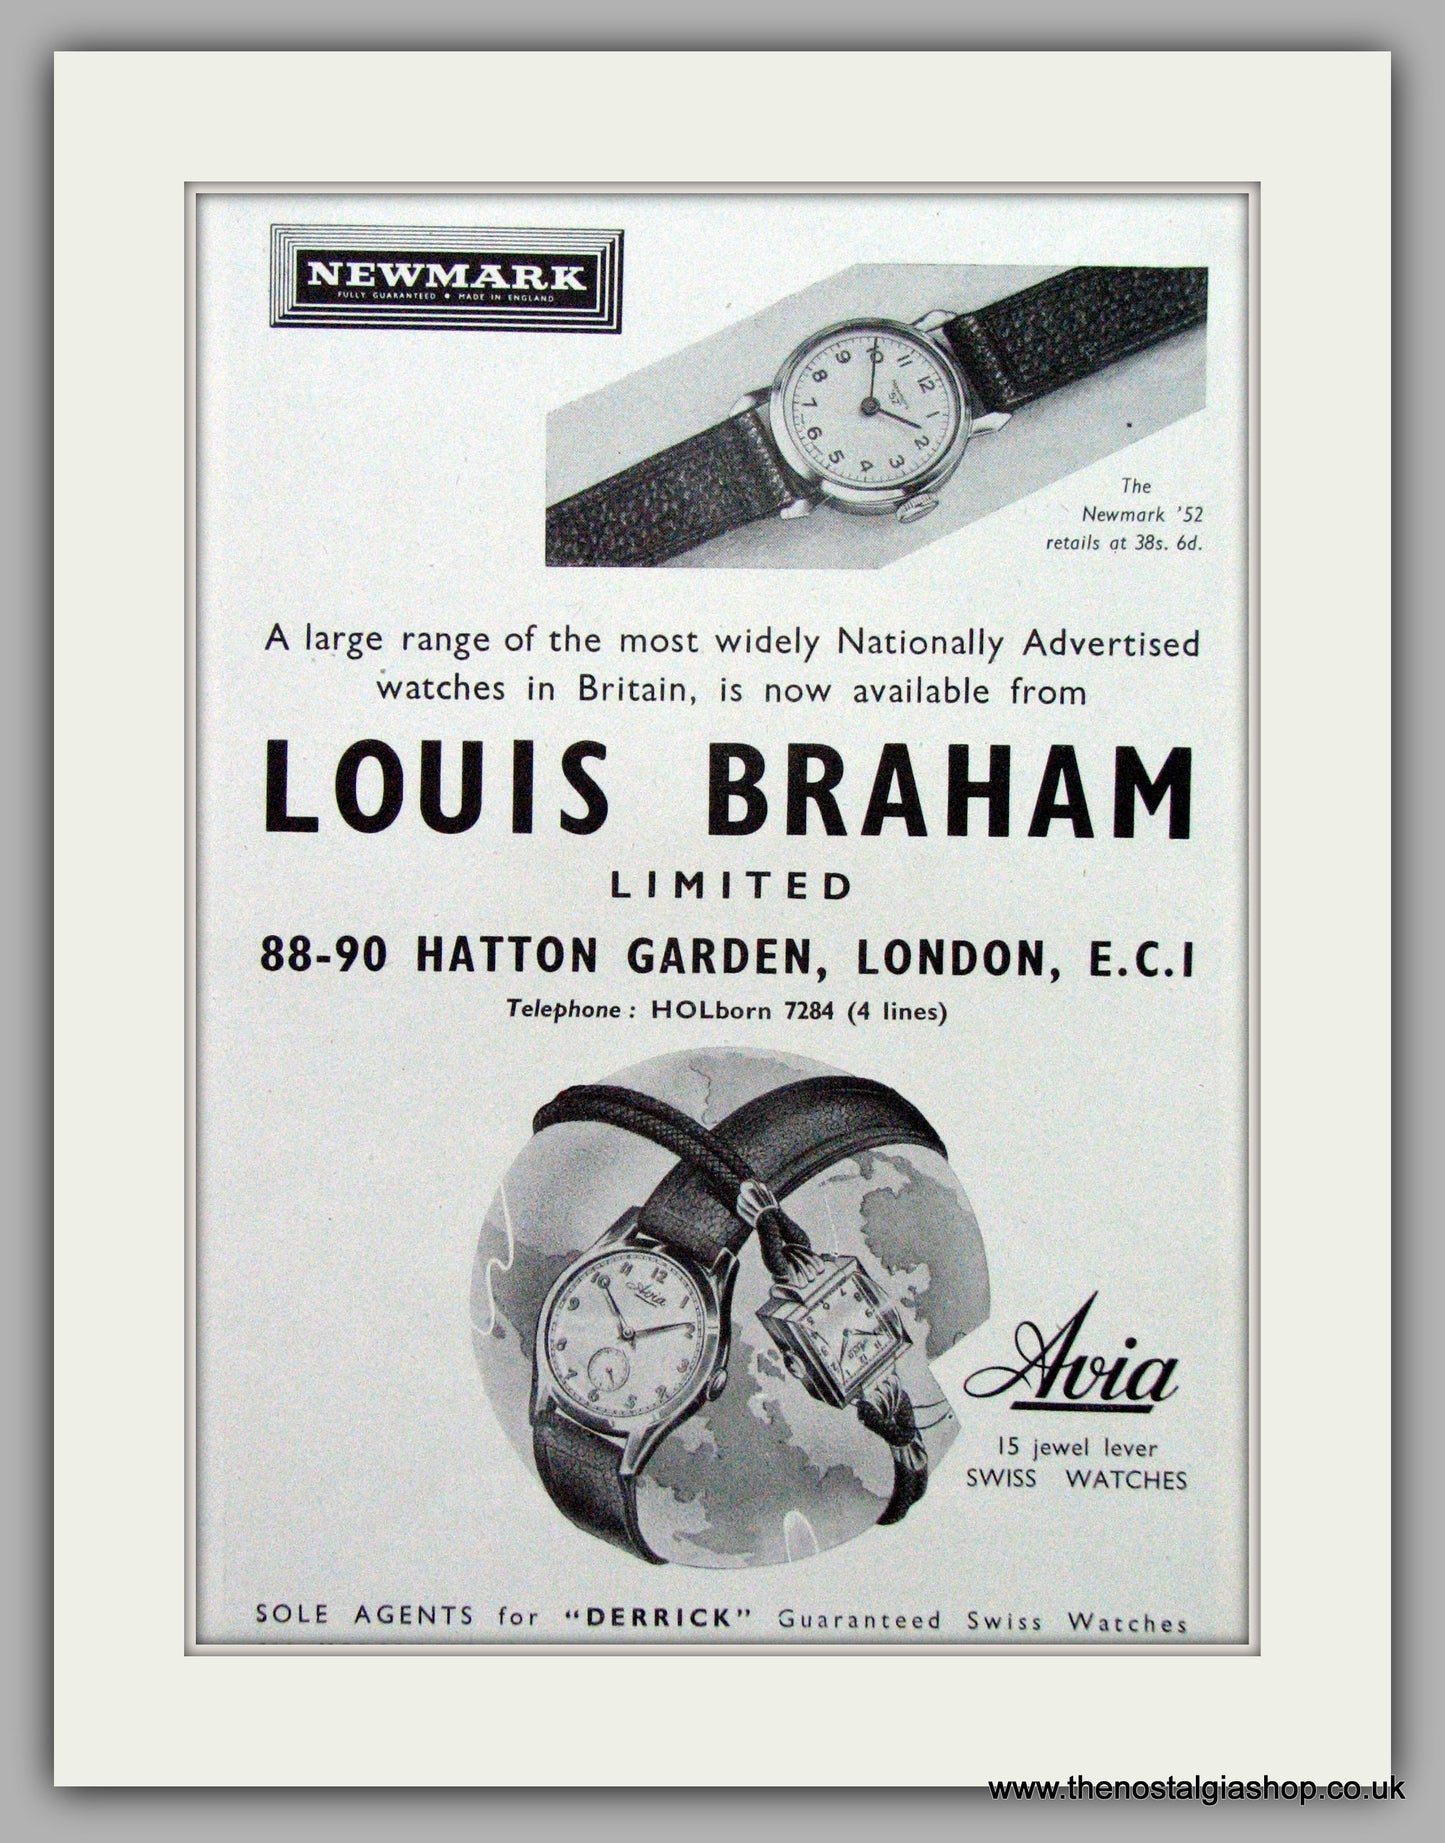 NEWMARK
FULLY GUARANTEED • MADE IN ENGLAND
The
Newmark '52
retails at 38s. 6d.
A large range of the most widely Nationally Advertised
watches in Britain, is now available from
LOUIS BRAHAM
LIMITED
88-90 HATTON GARDEN, LONDON, E.C.1
Telephone : HOLborn 7284 (4 lines)
Avia
Avia
15 jewel lever
SWISS WATCHES
SOLE AGENTS for "DERRICK" Guaranteed Swiss Watches
www.thenostalgiashop.co.uk